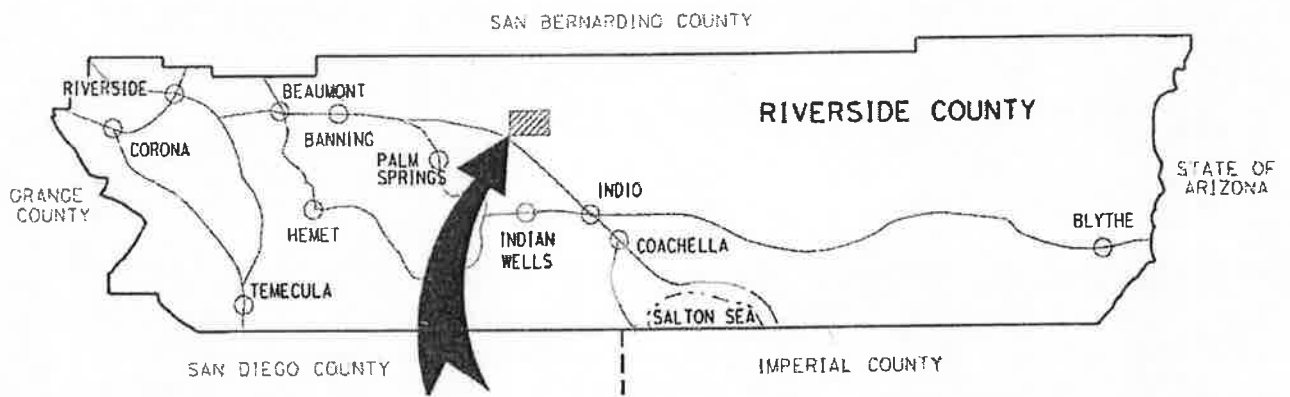 SAN BERNARDINO COUNTY
RIVERSIDE
BEAUMONT
RIVERSIDE COUNTY
CORONA
BANNING
PALM
SPRINGS
STATE OF
ARIZONA
ORANGE
COUNTY
INDIO
BLYTHE
HEMET
INDIAN
WELLS
COACHELLA
TEMECULA
SALTON SEA
SAN DIEGO COUNTY
IMPERIAL COUNTY